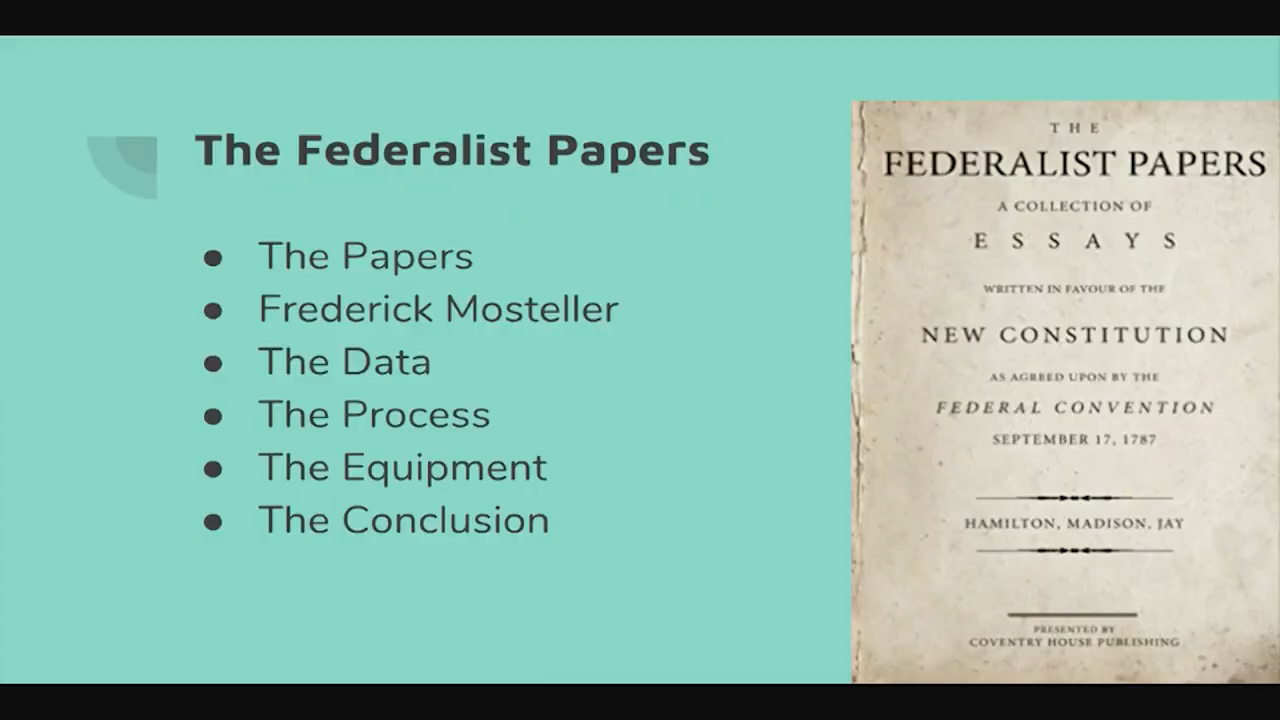 The Federalist Papers
● The Papers
● Frederick Mosteller
● The Data
● The Process
● The Equipment
● The Conclusion
THE
FEDERALIST PAPERS
A COLLECTION OF
ESSAYS
WRITTEN IN FAVOUR OF THE
NEW CONSTITUTION
AS AGREED UPON BY THE
FEDERAL CONVENTION
SEPTEMBER 17, 1787
HAMILTON, MADISON, JAY
PRESENTED BY
COVENTRY HOUSE PUBLISHING